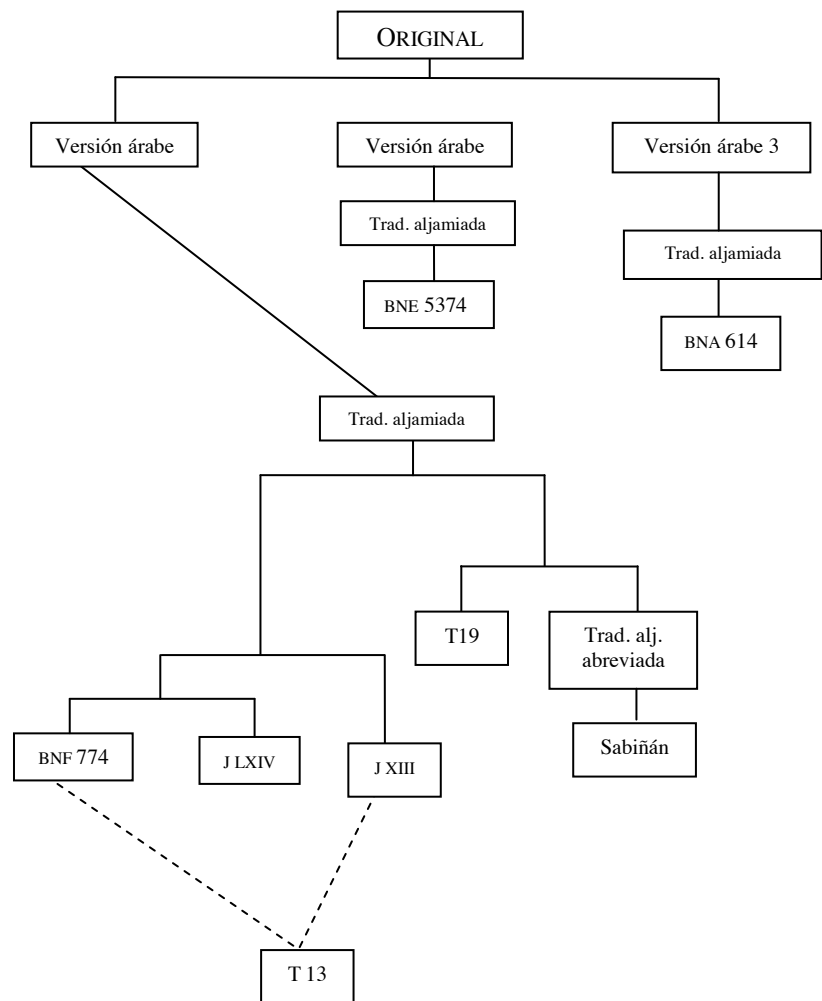 ORIGINAL
Versión árabe
Versión árabe
Versión árabe 3
Trad. aljamiada
Trad. aljamiada
BNE 5374
BNA 614
Trad. aljamiada
T19
Trad. alj.
abreviada
Sabiñán
BNF 774
J LXIV
J XIII
T 13